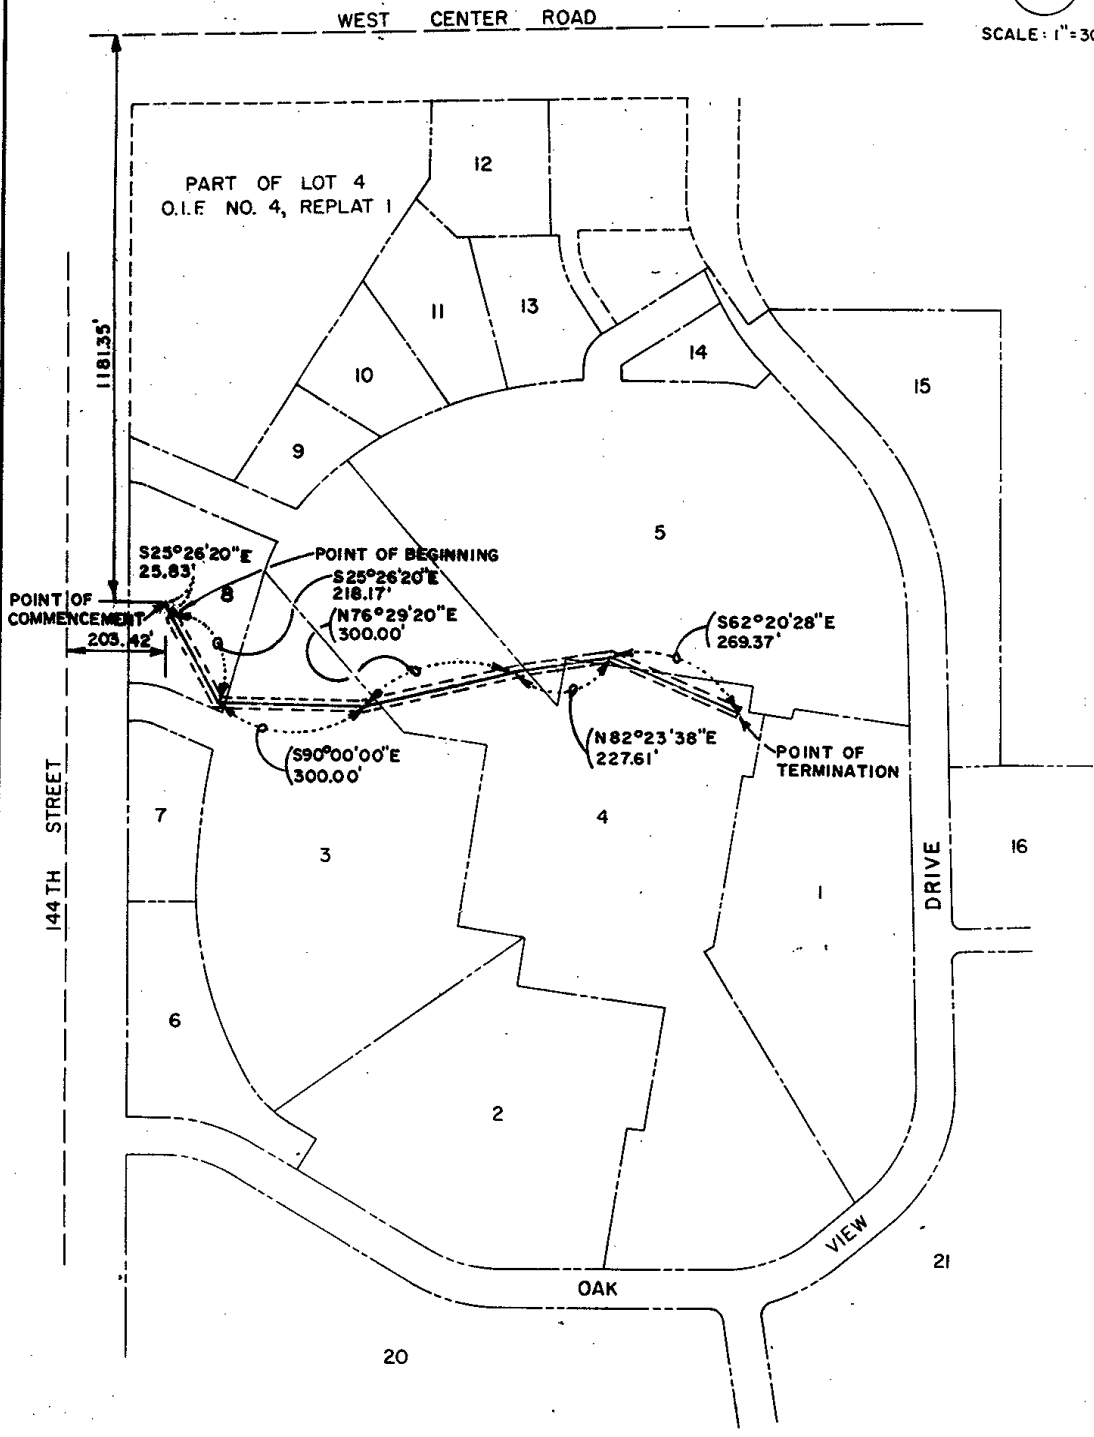 WEST CENTER ROAD
SCALE: 1"=30
12
PART OF LOT 4
O.I.F. NO. 4, REPLAT 1
11
13
1181.35'
14
10
15
9
5
S25°26'20"E
25.83'
POINT OF BEGINNING
S25°26'20"E
218.17'
8
POINT OF
COMMENCEMENT
203.42'
N76°29'20"E
300.00'
S62°20'28"E
269.37'
N82°23'38"E
227.61'
S90°00'00"E
300.00'
POINT OF
TERMINATION
144TH STREET
7
3
4
16
DRIVE
1
6
2
VIEW
21
OAK
20